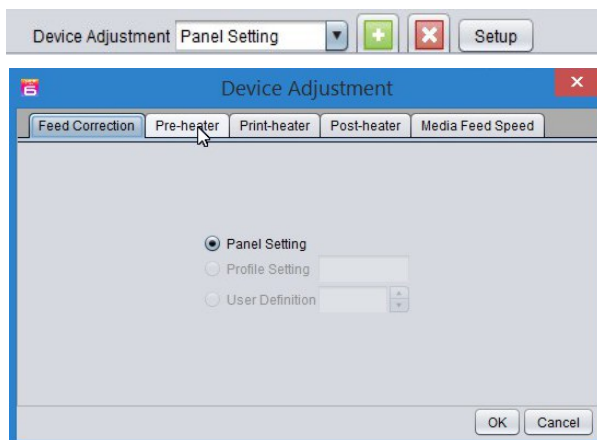 Device Adjustment Panel Setting Setup
Device Adjustment
Feed Correction Pre-heater Print-heater Post-heater Media Feed Speed
Panel Setting
Profile Setting
User Definition
OK Cancel